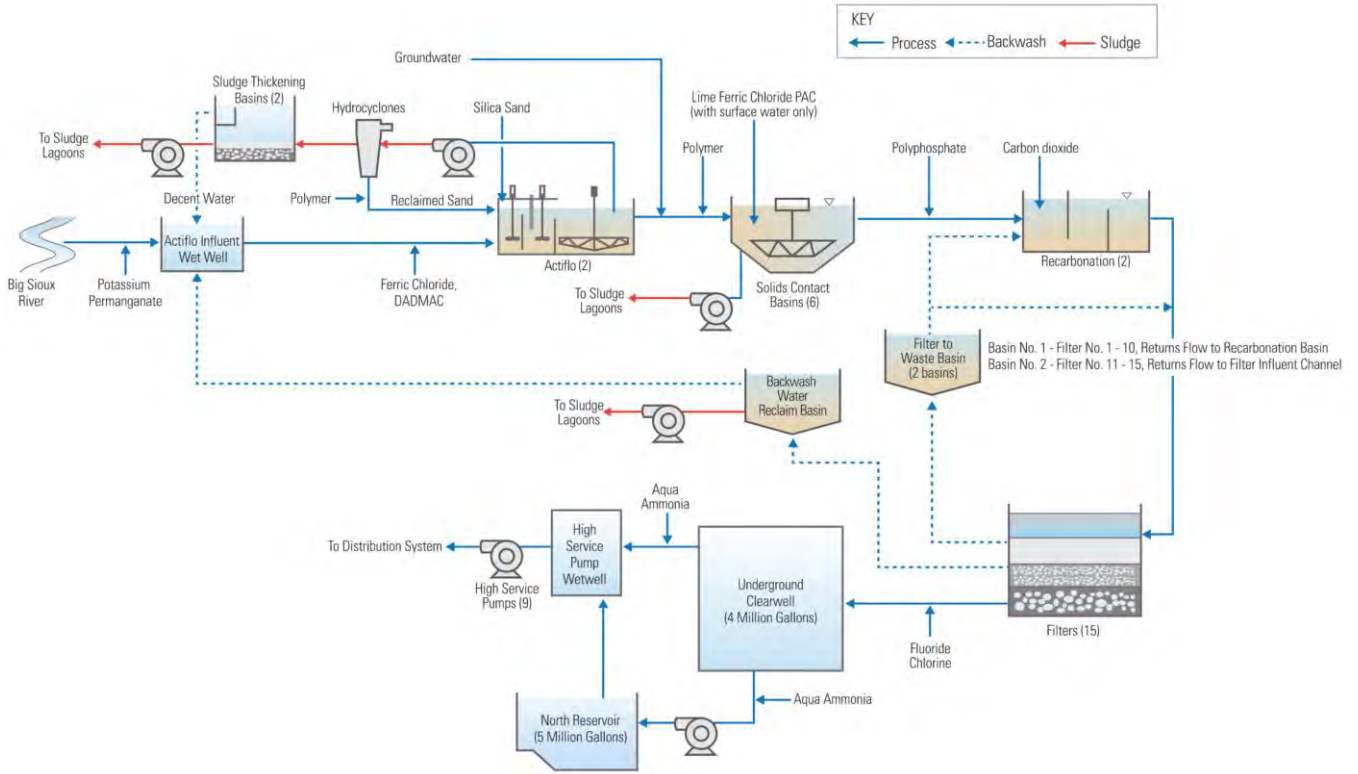 KEY
Process
Backwash
Sludge
Groundwater
Sludge Thickening
Basins (2)
Hydrocyclones
Silica Sand
Lime Ferric Chloride PAC
(with surface water only)
To Sludge
Lagoons
Polymer
Polyphosphate
Carbon dioxide
Decent Water
Polymer
Reclaimed Sand
Actiflo Influent
Wet Well
Actiflo (2)
Recarbonation (2)
Big Sioux
River
Potassium
Permanganate
Ferric Chloride,
DADMAC
To Sludge
Lagoons
Solids Contact
Basins (6)
Filter to
Waste Basin
(2 basins)
Basin No. 1 - Filter No. 1 - 10, Returns Flow to Recarbonation Basin
Basin No. 2 - Filter No. 11 - 15, Returns Flow to Filter Influent Channel
To Sludge
Lagoons
Backwash
Water
Reclaim Basin
Aqua
Ammonia
To Distribution System
High
Service
Pump
Wetwell
High Service
Pumps (9)
Underground
Clearwell
(4 Million Gallons)
Filters (15)
Fluoride
Chlorine
Aqua Ammonia
North Reservoir
(5 Million Gallons)